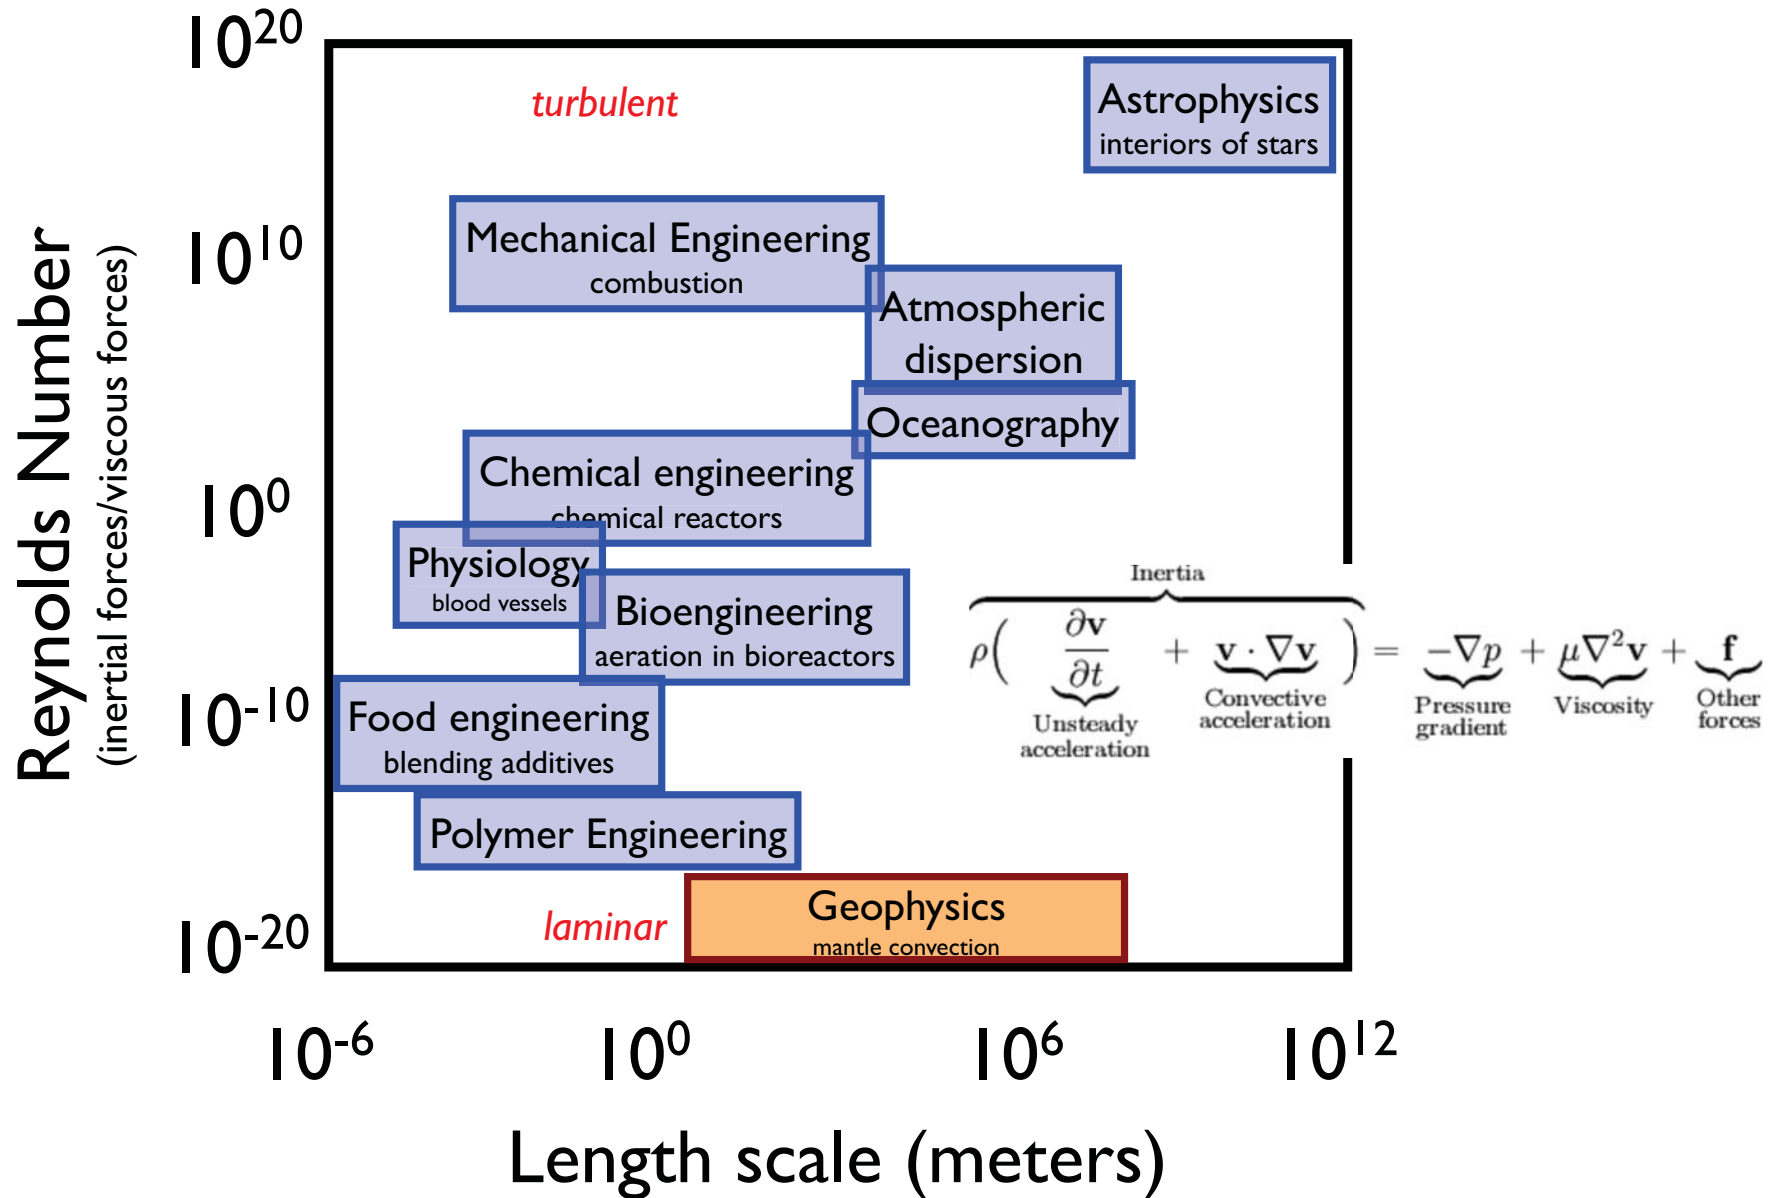 10^20
turbulent
Astrophysics
interiors of stars
Mechanical Engineering
combustion
10^10
Atmospheric
dispersion
Oceanography
Chemical engineering
chemical reactors
10^0
Physiology
blood vessels
Bioengineering
aeration in bioreactors
Food engineering
blending additives
10^-10
Polymer Engineering
Geophysics
mantle convection
laminar
10^-20
Reynolds Number
(inertial forces/viscous forces)
Inertia
ρ( ∂v/∂t + v · ∇v ) = −∇p + μ∇²v + f
Unsteady
acceleration
Convective
acceleration
Pressure
gradient
Viscosity
Other
forces
10^-6 10^0 10^6 10^12
Length scale (meters)